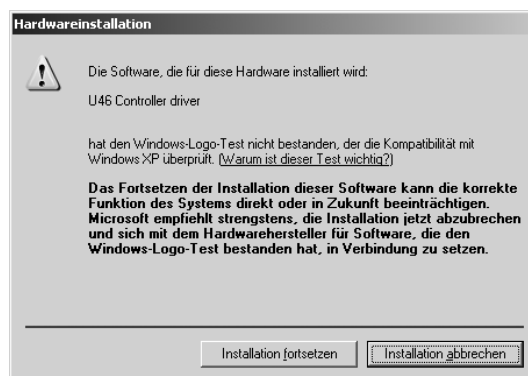 Hardwareinstallation
Die Software, die für diese Hardware installiert wird:
U46 Controller driver
hat den Windows-Logo-Test nicht bestanden, der die Kompatibilität mit
Windows XP überprüft. (Warum ist dieser Test wichtig?)
Das Fortsetzen der Installation dieser Software kann die korrekte
Funktion des Systems direkt oder in Zukunft beeinträchtigen.
Microsoft empfiehlt strengstens, die Installation jetzt abzubrechen
und sich mit dem Hardwarehersteller für Software, die den
Windows-Logo-Test bestanden hat, in Verbindung zu setzen.
Installation fortsetzen
Installation abbrechen